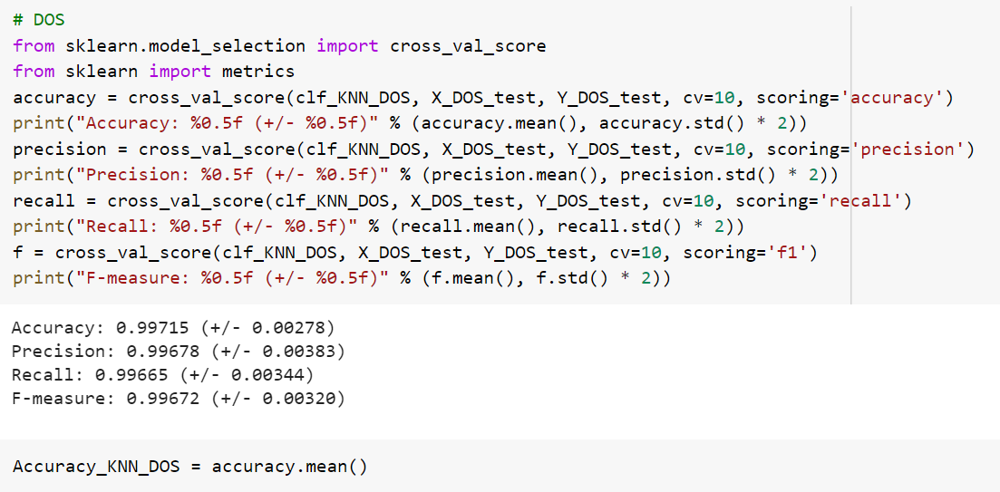 # DOS
from sklearn.model_selection import cross_val_score
from sklearn import metrics
accuracy = cross_val_score(clf_KNN_DOS, X_DOS_test, Y_DOS_test, cv=10, scoring='accuracy')
print("Accuracy: %0.5f (+/- %0.5f)" % (accuracy.mean(), accuracy.std() * 2))
precision = cross_val_score(clf_KNN_DOS, X_DOS_test, Y_DOS_test, cv=10, scoring='precision')
print("Precision: %0.5f (+/- %0.5f)" % (precision.mean(), precision.std() * 2))
recall = cross_val_score(clf_KNN_DOS, X_DOS_test, Y_DOS_test, cv=10, scoring='recall')
print("Recall: %0.5f (+/- %0.5f)" % (recall.mean(), recall.std() * 2))
f = cross_val_score(clf_KNN_DOS, X_DOS_test, Y_DOS_test, cv=10, scoring='f1')
print("F-measure: %0.5f (+/- %0.5f)" % (f.mean(), f.std() * 2))
Accuracy: 0.99715 (+/- 0.00278)
Precision: 0.99678 (+/- 0.00383)
Recall: 0.99665 (+/- 0.00344)
F-measure: 0.99672 (+/- 0.00320)
Accuracy_KNN_DOS = accuracy.mean()